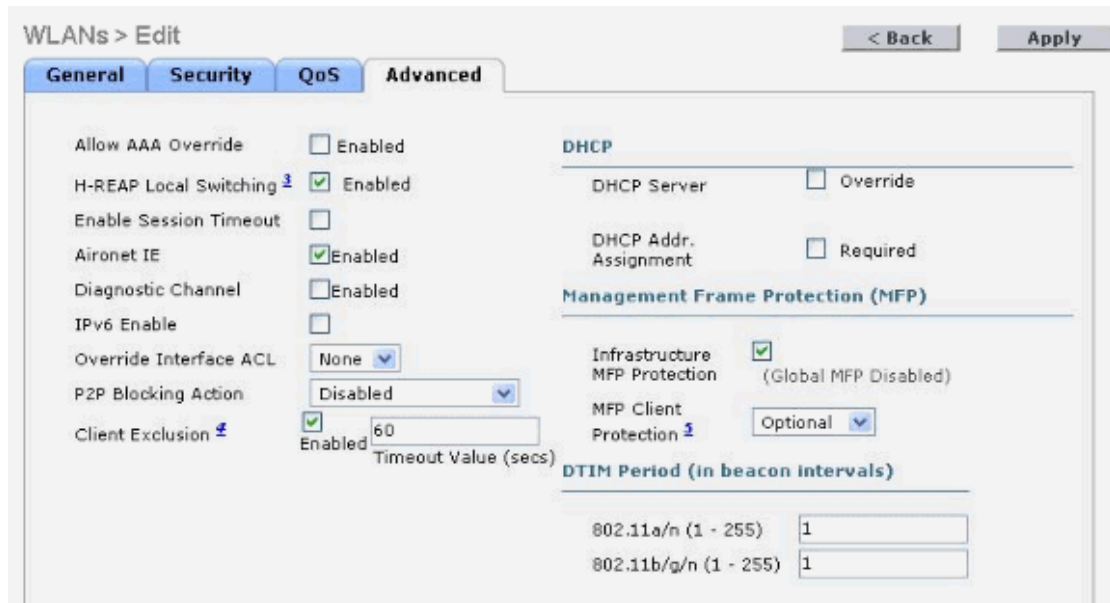 WLANs > Edit
< Back
Apply
General
Security
QoS
Advanced
Allow AAA Override
Enabled
H-REAP Local Switching 3
Enabled
Enable Session Timeout
Aironet IE
Enabled
Diagnostic Channel
Enabled
IPv6 Enable
Override Interface ACL
None
P2P Blocking Action
Disabled
Client Exclusion 4
Enabled
60
Timeout Value (secs)
DHCP
DHCP Server
Override
DHCP Addr.
Assignment
Required
Management Frame Protection (MFP)
Infrastructure
MFP Protection
(Global MFP Disabled)
MFP Client
Protection 5
Optional
DTIM Period (in beacon intervals)
802.11a/n (1 - 255)
1
802.11b/g/n (1 - 255)
1